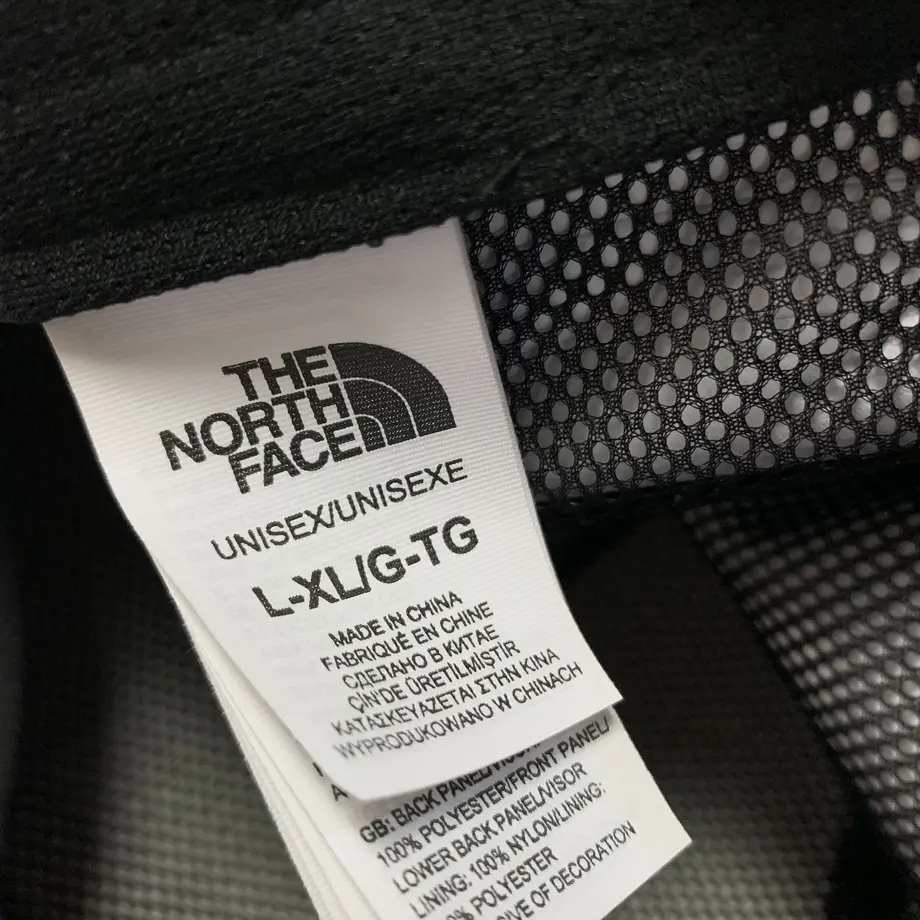 THE
NORTH
FACE
UNISEX/UNISEXE
L-XL/G-TG
MADE IN CHINA
FABRIQUÉ EN CHINE
СДЕЛАНО В КИТАЕ
ÇİN'DE ÜRETİLMİŞTİR
ΚΑΤΑΣΚΕΥΑΖΕΤΑΙ ΣΤΗΝ ΚΙΝΑ
WYPRODUKOWANO W CHINACH
GB: BACK PANEL/VISOR
100% POLYESTER/FRONT PANEL/
LOWER BACK PANEL/VISOR
LINING: 100% NYLON/LINING:
POLYESTER
OF DECORATION